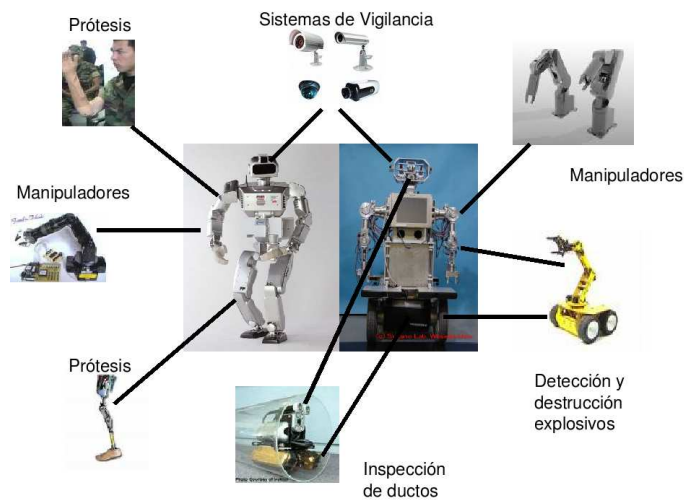 Sistemas de Vigilancia
Prótesis
Manipuladores
Manipuladores
Prótesis
Detección y
destrucción
explosivos
Inspección
de ductos